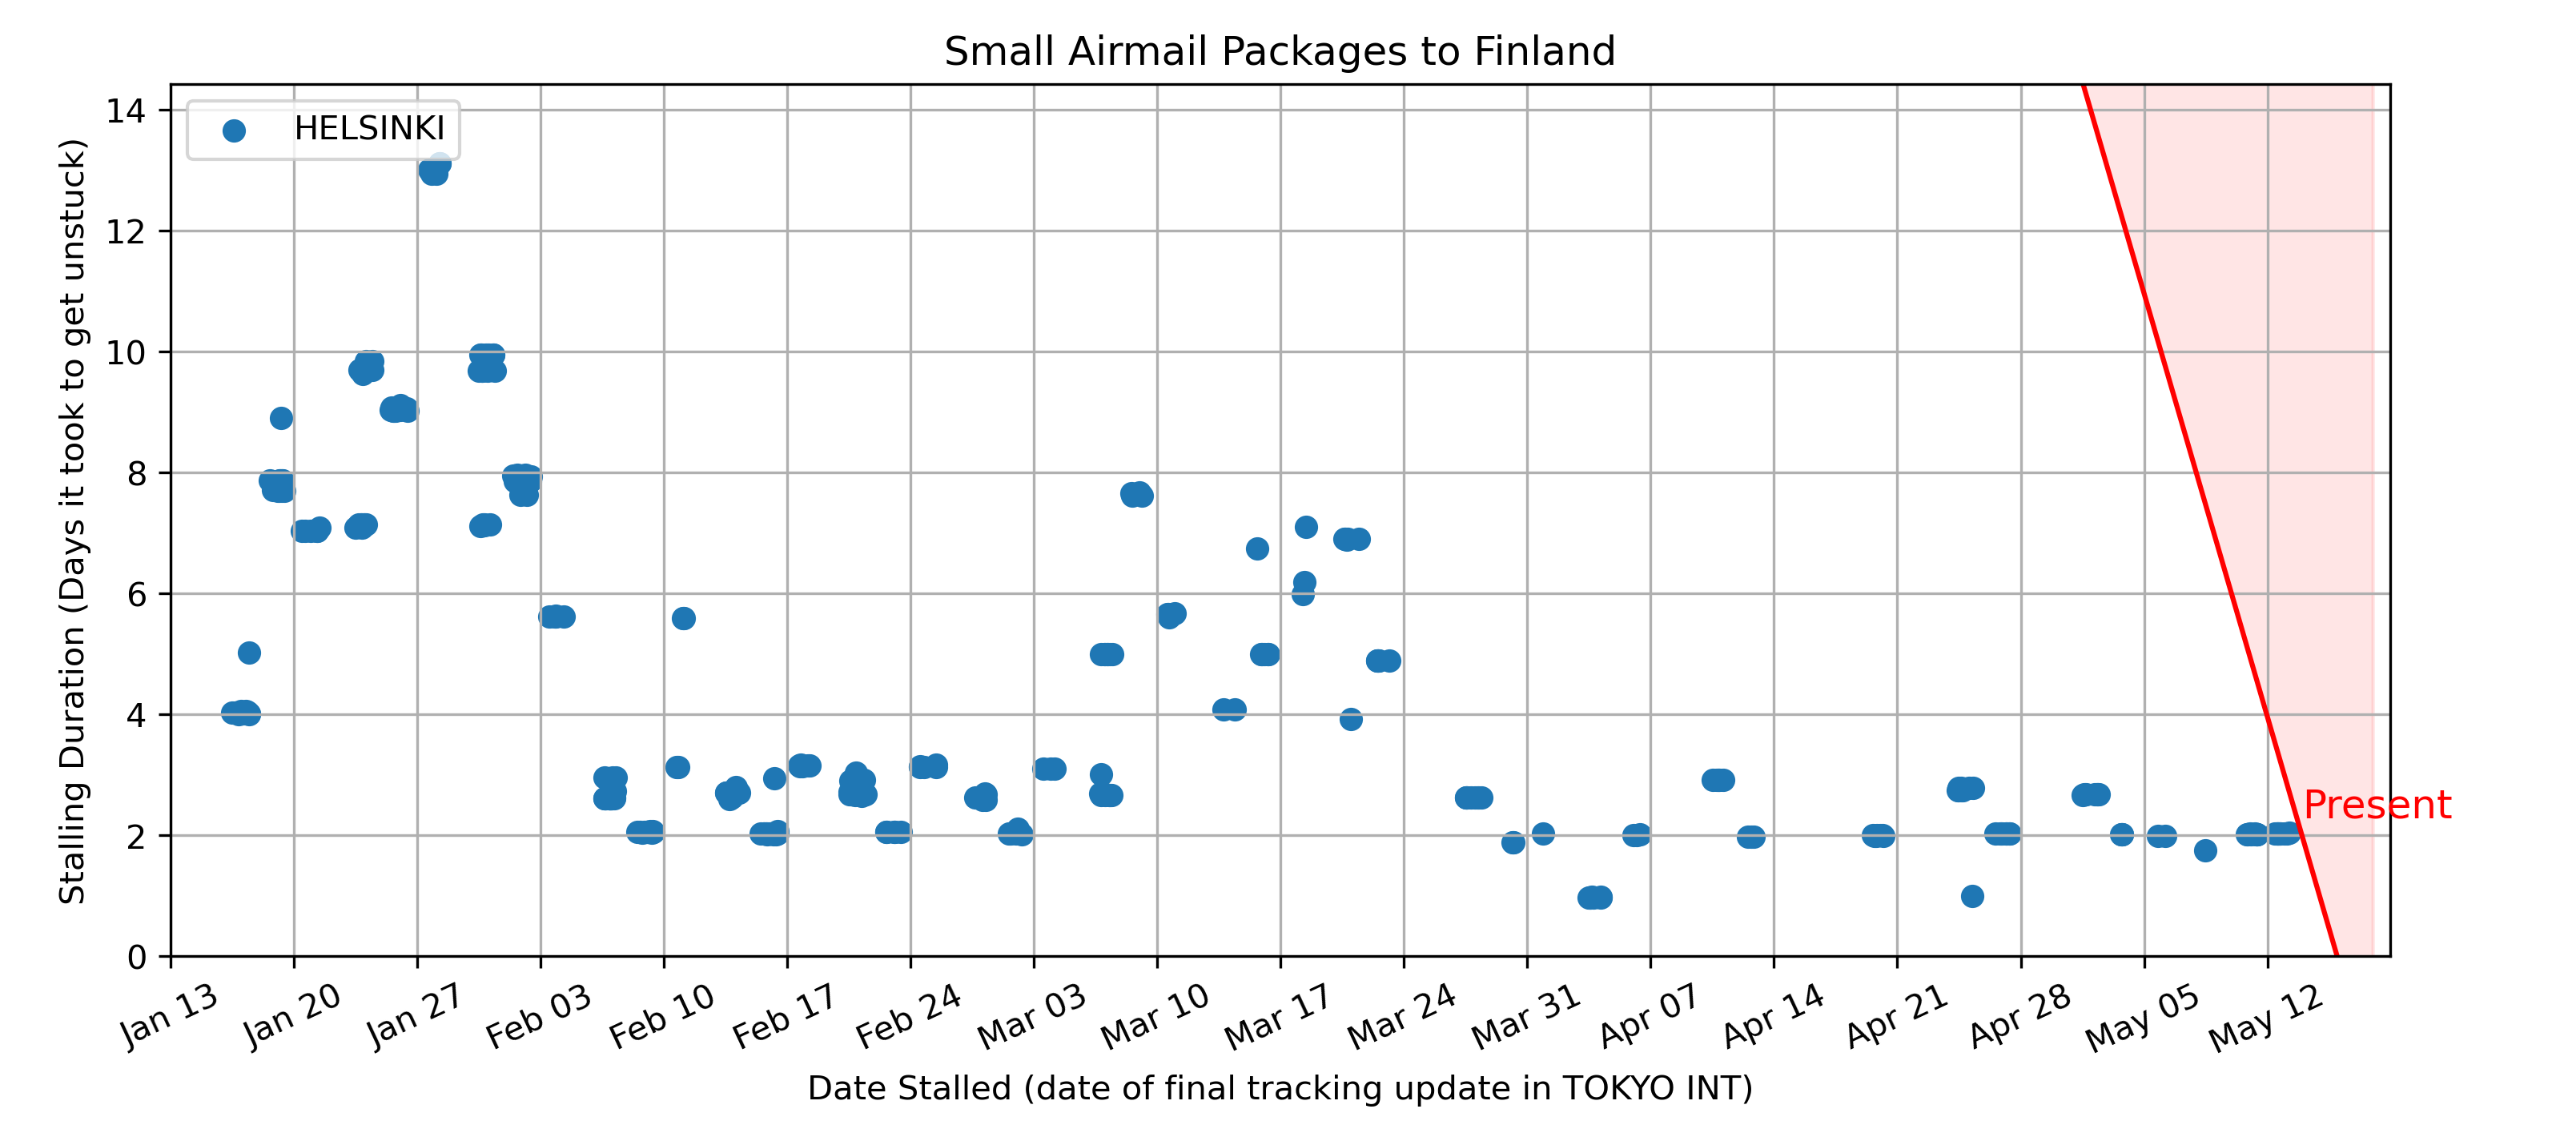 Small Airmail Packages to Finland
HELSINKI
Stalling Duration (Days it took to get unstuck)
14
12
10
8
6
4
2
0
Present
Jan 13
Jan 20
Jan 27
Feb 03
Feb 10
Feb 17
Feb 24
Mar 03
Mar 10
Mar 17
Mar 24
Mar 31
Apr 07
Apr 14
Apr 21
Apr 28
May 05
May 12
Date Stalled (date of final tracking update in TOKYO INT)